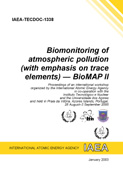 IAEA-TECDOC-1338
Biomonitoring of
atmospheric pollution
(with emphasis on trace
elements) — BioMAP II
Proceedings of an international workshop
organized by the International Atomic Energy Agency
in co-operation with the
Instituto Tecnológico e Nuclear
and the Universidade dos Açores
and held in Praia da Vitória, Azores Islands, Portugal,
28 August–3 September 2000
INTERNATIONAL ATOMIC ENERGY AGENCY
IAEA
January 2003